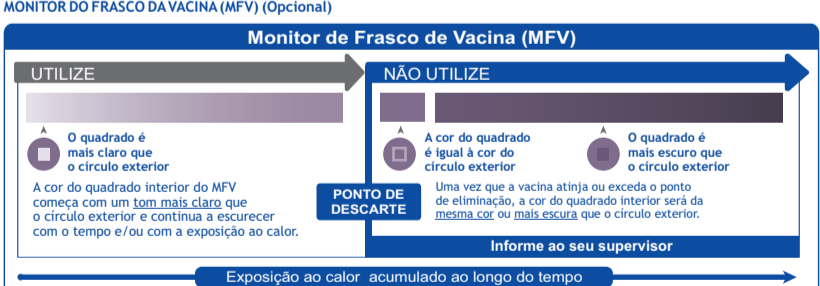 MONITOR DO FRASCO DA VACINA (MFV) (Opcional)
Monitor de Frasco de Vacina (MFV)
UTILIZE
O quadrado é
mais claro que
o círculo exterior
A cor do quadrado interior do MFV
começa com um tom mais claro que
o círculo exterior e continua a escurecer
com o tempo e/ou com a exposição ao calor.
PONTO DE
DESCARTE
NÃO UTILIZE
A cor do quadrado
é igual à cor do
círculo exterior
O quadrado é
mais escuro que
o círculo exterior
Uma vez que a vacina atinja ou exceda o ponto
de eliminação, a cor do quadrado interior será da
mesma cor ou mais escura que o círculo exterior.
Informe ao seu supervisor
Exposição ao calor acumulado ao longo do tempo